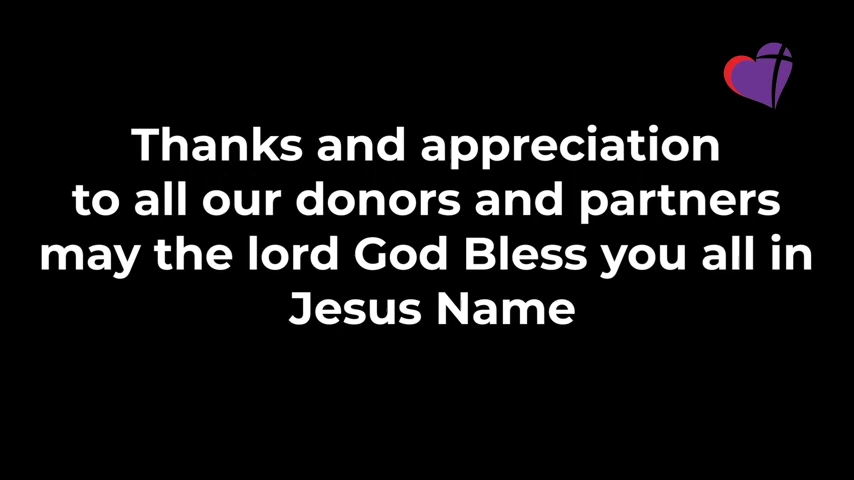 Thanks and appreciation
to all our donors and partners
may the lord God Bless you all in
Jesus Name